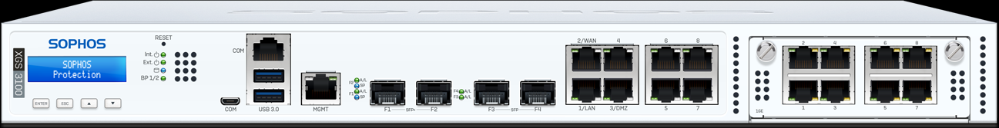 SOPHOS
XGS 3100
SOPHOS
Protection
ENTER
ESC
RESET
Int.
Ext.
BP 1/2
COM
COM
USB 3.0
MGMT
F2
A/L
SP
F1
A/L
SP
F1
SFP+
F2
F4
A/L
F3
A/L
F3
SFP
F4
2/WAN
4
6
8
1/LAN
3/DMZ
5
7
2
4
6
8
1
3
5
7
1GE